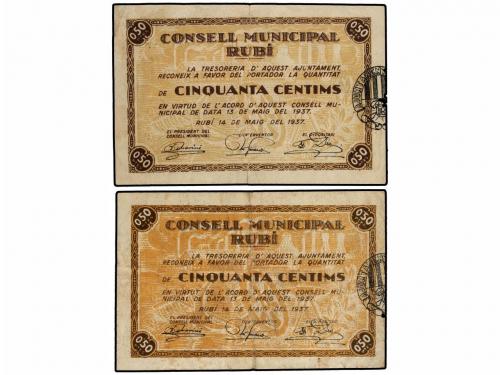 0,50 CONSELL MUNICIPAL 0,50
RUBÍ
LA TRESORERIA D'AQUEST AJUNTAMENT,
RECONEIX A FAVOR DEL PORTADOR LA QUANTITAT
DE
CINQUANTA CENTIMS
EN VIRTUD DE L'ACORD D'AQUEST CONSELL MU-
NICIPAL DE DATA 13 DE MAIG DEL 1937.
RUBÍ 14 DE MAIG DEL 1937.
EL PRESIDENT DEL
CONSELL MUNICIPAL
L'INTERVENTOR
EL DIPOSITARI
0,50 0,50
0,50 CONSELL MUNICIPAL 0,50
RUBÍ
LA TRESORERIA D'AQUEST AJUNTAMENT,
RECONEIX A FAVOR DEL PORTADOR LA QUANTITAT
DE
CINQUANTA CENTIMS
EN VIRTUT DE L'ACORD D'AQUEST CONSELL MU-
NICIPAL DE DATA 13 DE MAIG DEL 1937.
RUBÍ 14 DE MAIG DEL 1937.
EL PRESIDENT DEL
CONSELL MUNICIPAL
L'INTERVENTOR
EL DIPOSITARI
0,50 0,50